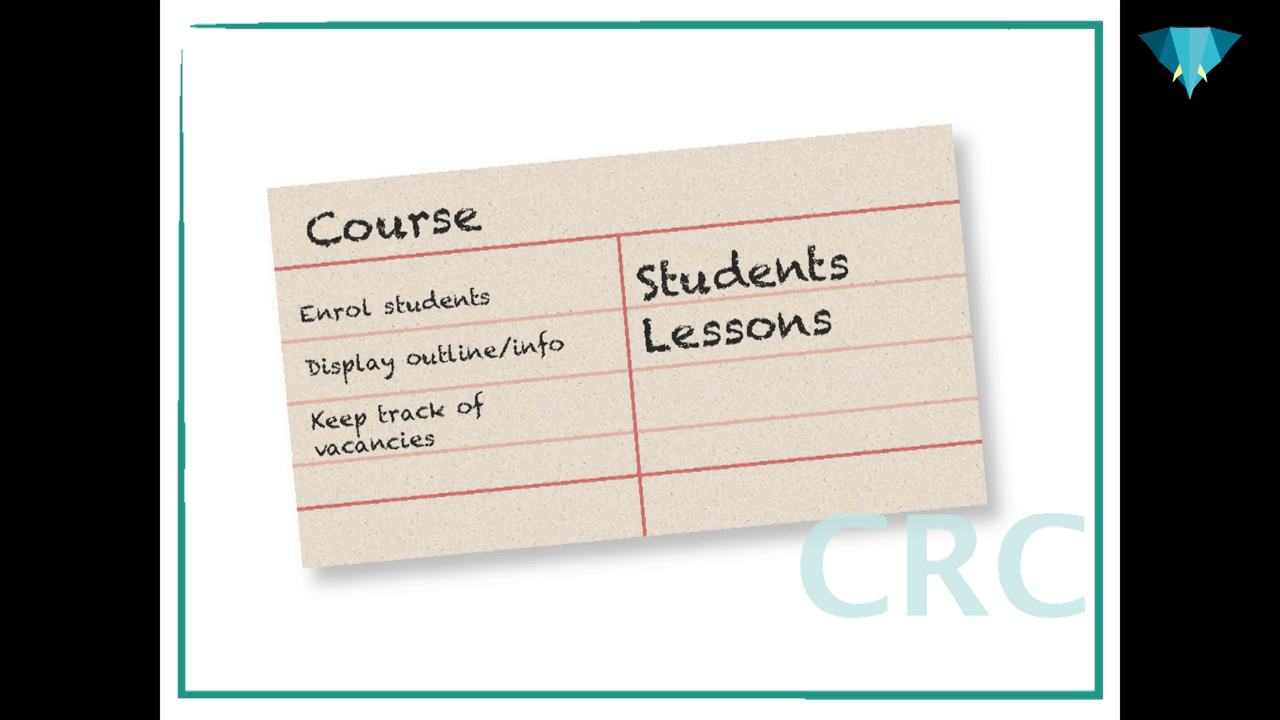 Course
Enrol students
Display outline/info
Keep track of
vacancies
Students
Lessons
CRC